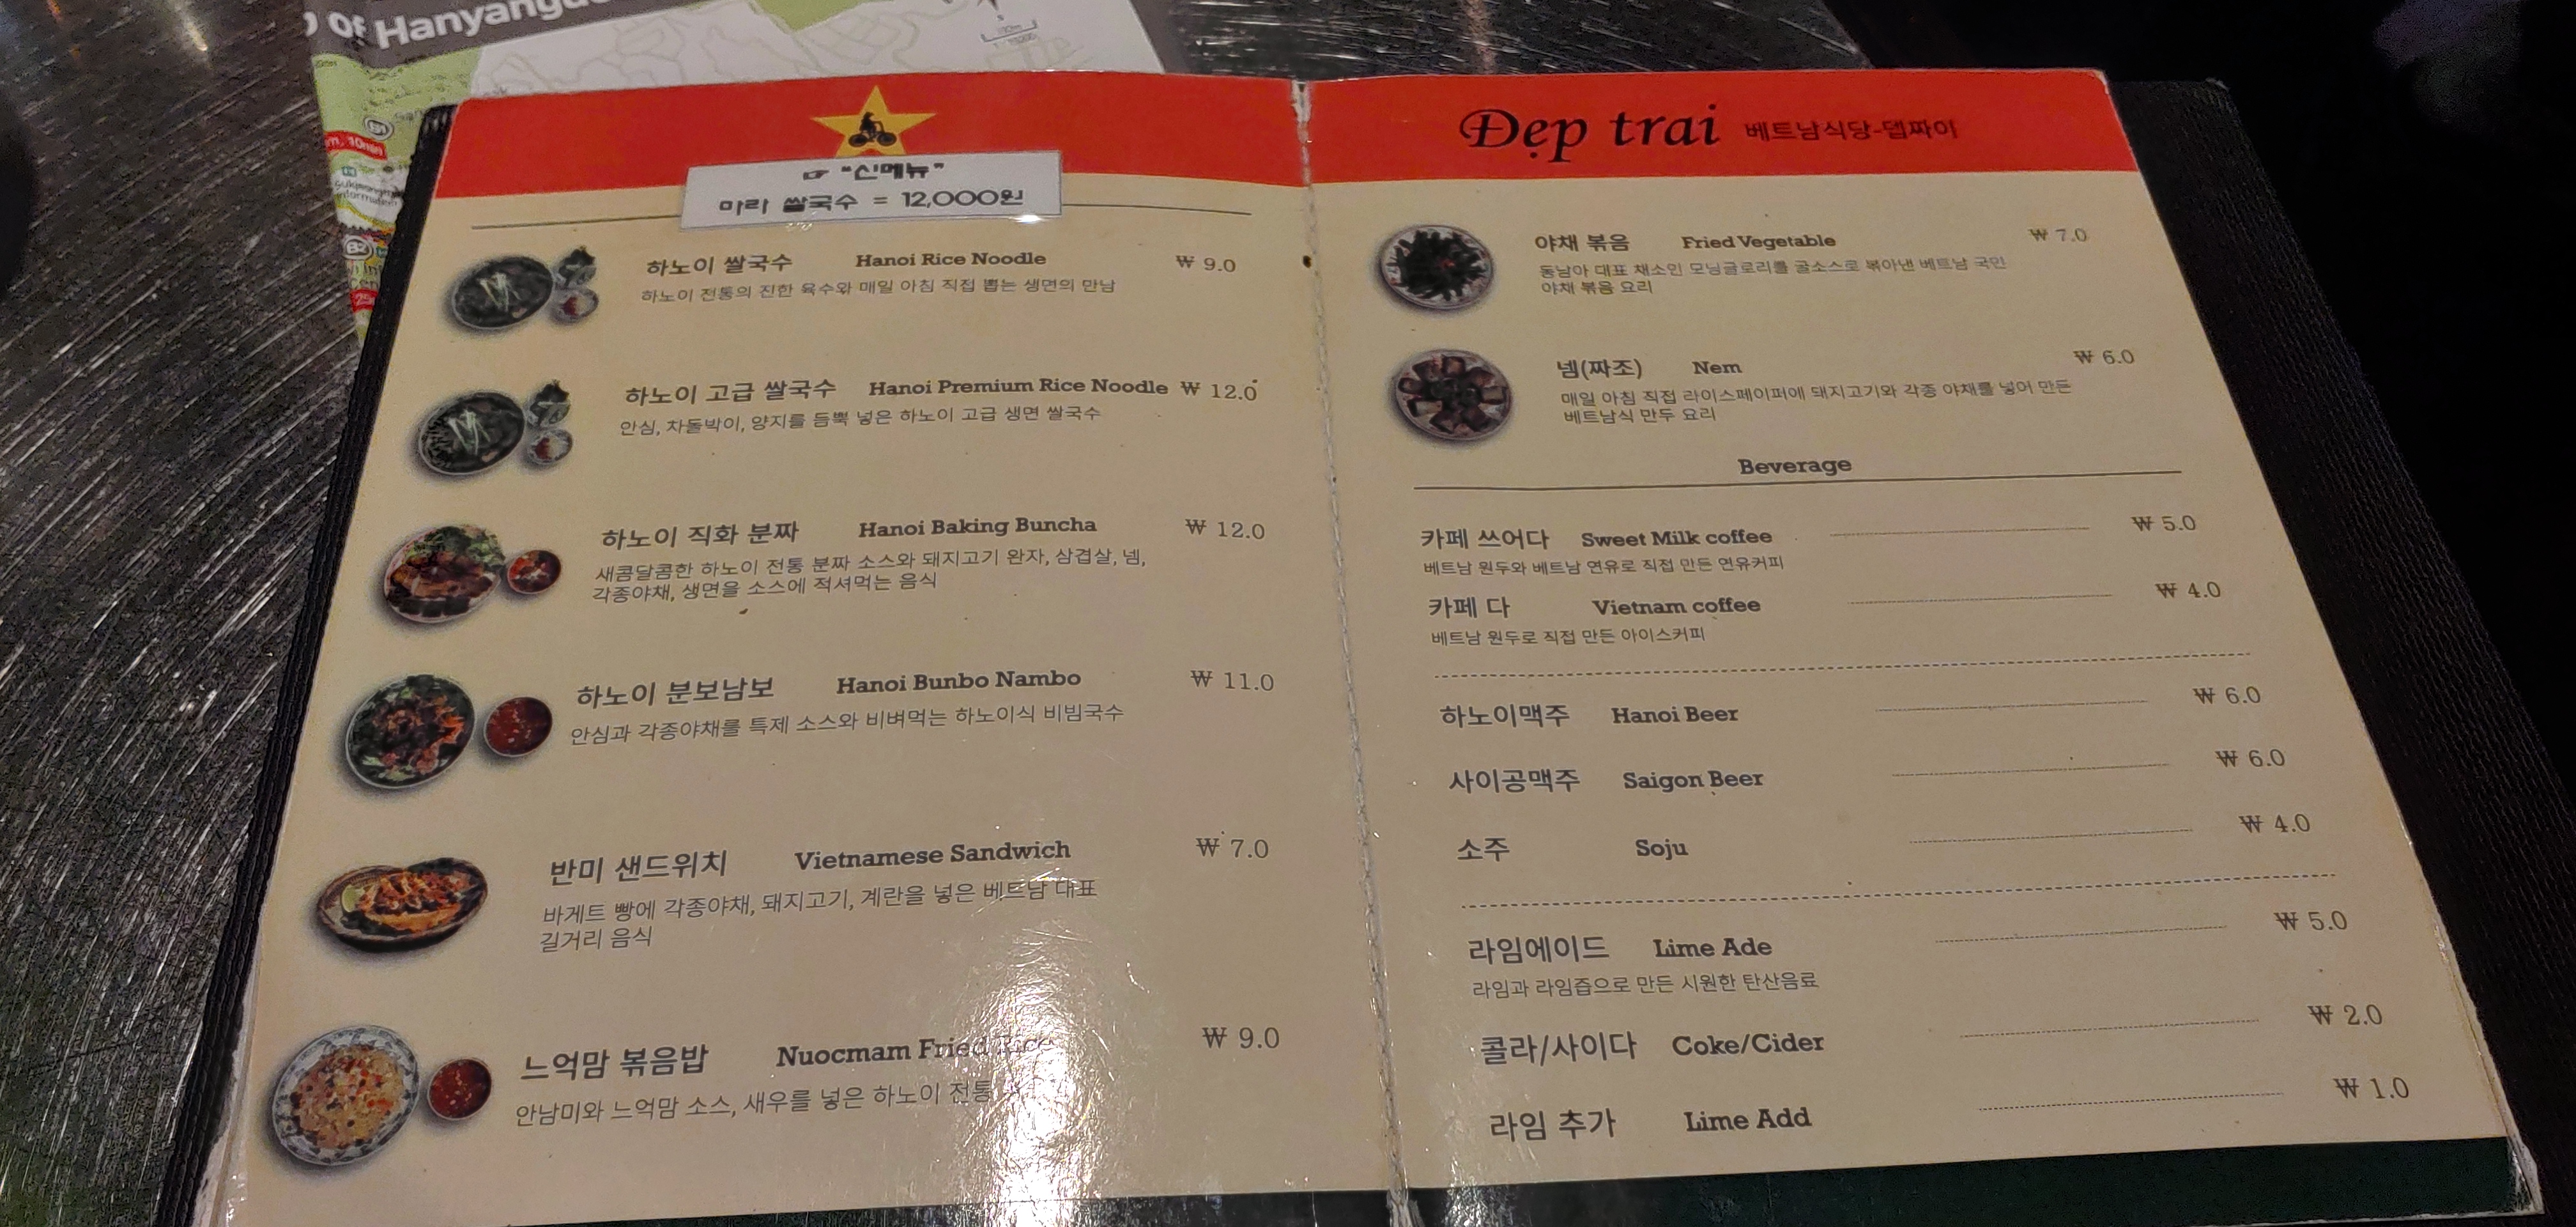 of Hanyangdo
☞ "신메뉴"
마라 쌀국수 = 12,000원
하노이 쌀국수 Hanoi Rice Noodle ₩ 9.0
하노이 전통의 진한 육수와 매일 아침 직접 뽑는 생면의 만남
하노이 고급 쌀국수 Hanoi Premium Rice Noodle ₩ 12.0
안심, 차돌박이, 양지를 듬뿍 넣은 하노이 고급 생면 쌀국수
하노이 직화 분짜 Hanoi Baking Buncha ₩ 12.0
새콤달콤한 하노이 전통 분짜 소스와 돼지고기 완자, 삼겹살, 넴,
각종야채, 생면을 소스에 적셔먹는 음식
하노이 분보남보 Hanoi Bunbo Nambo ₩ 11.0
안심과 각종야채를 특제 소스와 비벼먹는 하노이식 비빔국수
반미 샌드위치 Vietnamese Sandwich ₩ 7.0
바게트 빵에 각종야채, 돼지고기, 계란을 넣은 베트남 대표
길거리 음식
느억맘 볶음밥 Nuocmam Fried Rice ₩ 9.0
안남미와 느억맘 소스, 새우를 넣은 하노이 전통
Đẹp trai 베트남식당-뎁짜이
야채 볶음 Fried Vegetable ₩ 7.0
동남아 대표 채소인 모닝글로리를 굴소스로 볶아낸 베트남 국민
야채 볶음 요리
넴(짜조) Nem ₩ 6.0
매일 아침 직접 라이스페이퍼에 돼지고기와 각종 야채를 넣어 만든
베트남식 만두 요리
Beverage
카페 쓰어다 Sweet Milk coffee ₩ 5.0
베트남 원두와 베트남 연유로 직접 만든 연유커피
카페 다 Vietnam coffee ₩ 4.0
베트남 원두로 직접 만든 아이스커피
하노이맥주 Hanoi Beer ₩ 6.0
사이공맥주 Saigon Beer ₩ 6.0
소주 Soju ₩ 4.0
라임에이드 Lime Ade ₩ 5.0
라임과 라임즙으로 만든 시원한 탄산음료
콜라/사이다 Coke/Cider ₩ 2.0
라임 추가 Lime Add ₩ 1.0